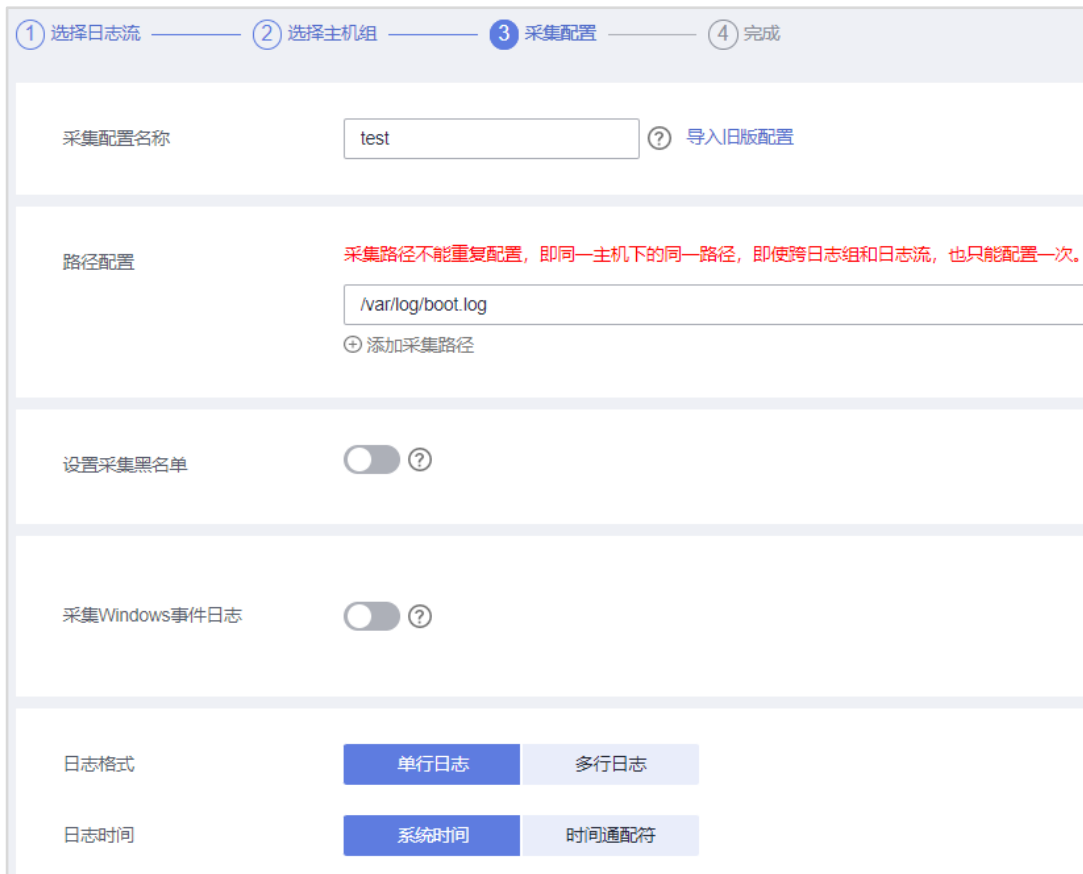 1 选择日志流 2 选择主机组 3 采集配置 4 完成
采集配置名称 test ? 导入旧版配置
路径配置 采集路径不能重复配置，即同一主机下的同一路径，即使跨日志组和日志流，也只能配置一次。
/var/log/boot.log
添加采集路径
设置采集黑名单 ?
采集Windows事件日志 ?
日志格式 单行日志 多行日志
日志时间 系统时间 时间通配符